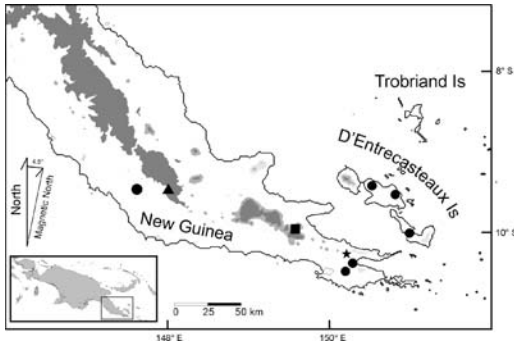 8° S
Trobriand Is
D'Entrecasteaux Is
4.5°
North
Magnetic North
New Guinea
10° S
0 25 50 km
148° E
150° E